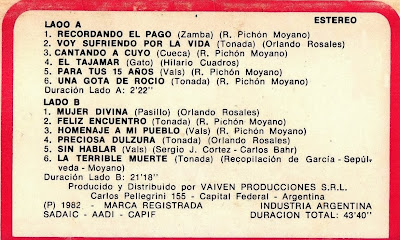 LADO A ESTEREO
1. RECORDANDO EL PAGO (Zamba) (R. Pichón Moyano)
2. VOY SUFRIENDO POR LA VIDA (Tonada) (Orlando Rosales)
3. CANTANDO A CUYO (Cueca) (R. Pichón Moyano)
4. EL TAJAMAR (Gato) (Hilario Cuadros)
5. PARA TUS 15 AÑOS (Vals) (R. Pichón Moyano)
6. UNA GOTA DE ROCIO (Tonada) (R. Pichón Moyano)
Duración Lado A: 2'22"
LADO B
1. MUJER DIVINA (Pasillo) (Orlando Rosales)
2. FELIZ ENCUENTRO (Tonada) (R. Pichón Moyano)
3. HOMENAJE A MI PUEBLO (Vals) (R. Pichón Moyano)
4. PRECIOSA DULZURA (Tonada) (Orlando Rosales)
5. SIN HABLAR (Vals) (Sergio J. Cortez - Carlos Bahr)
6. LA TERRIBLE MUERTE (Tonada) (Recopilación de García - Sepúl-
veda - Moyano)
Duración Lado B: 21'18"
Producido y Distribuido por VAIVEN PRODUCCIONES S.R.L.
Carlos Pellegrini 155 - Capital Federal - Argentina
(P) 1982 - MARCA REGISTRADA INDUSTRIA ARGENTINA
SADAIC - AADI - CAPIF DURACION TOTAL: 43'40"